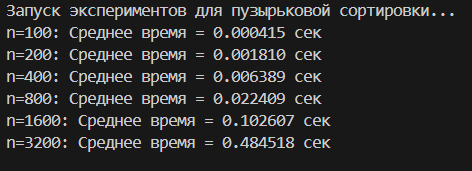 Запуск экспериментов для пузырьковой сортировки...
n=100: Среднее время = 0.000415 сек
n=200: Среднее время = 0.001810 сек
n=400: Среднее время = 0.006389 сек
n=800: Среднее время = 0.022409 сек
n=1600: Среднее время = 0.102607 сек
n=3200: Среднее время = 0.484518 сек